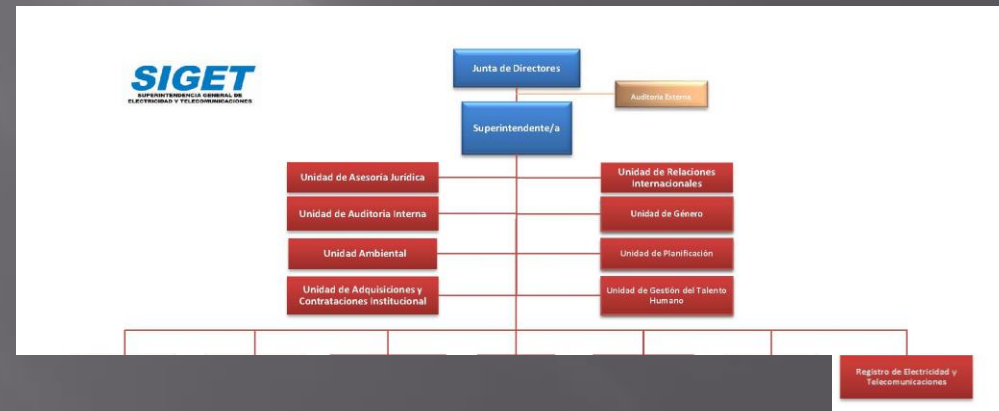 SIGET
SUPERINTENDENCIA GENERAL DE
ELECTRICIDAD Y TELECOMUNICACIONES
Junta de Directores
Auditoria Externa
Superintendente/a
Unidad de Asesoría Jurídica
Unidad de Relaciones
Internacionales
Unidad de Auditoria Interna
Unidad de Género
Unidad Ambiental
Unidad de Planificación
Unidad de Adquisiciones y
Contrataciones Institucional
Unidad de Gestión del Talento
Humano
Registro de Electricidad y
Telecomunicaciones